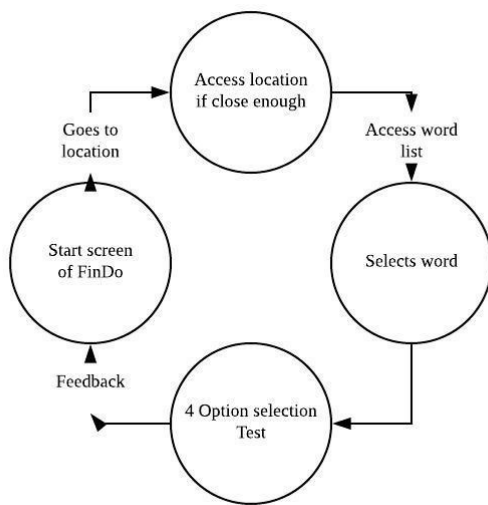 Access location
if close enough
Goes to
location
Access word
list
Start screen
of FinDo
Selects word
Feedback
4 Option selection
Test